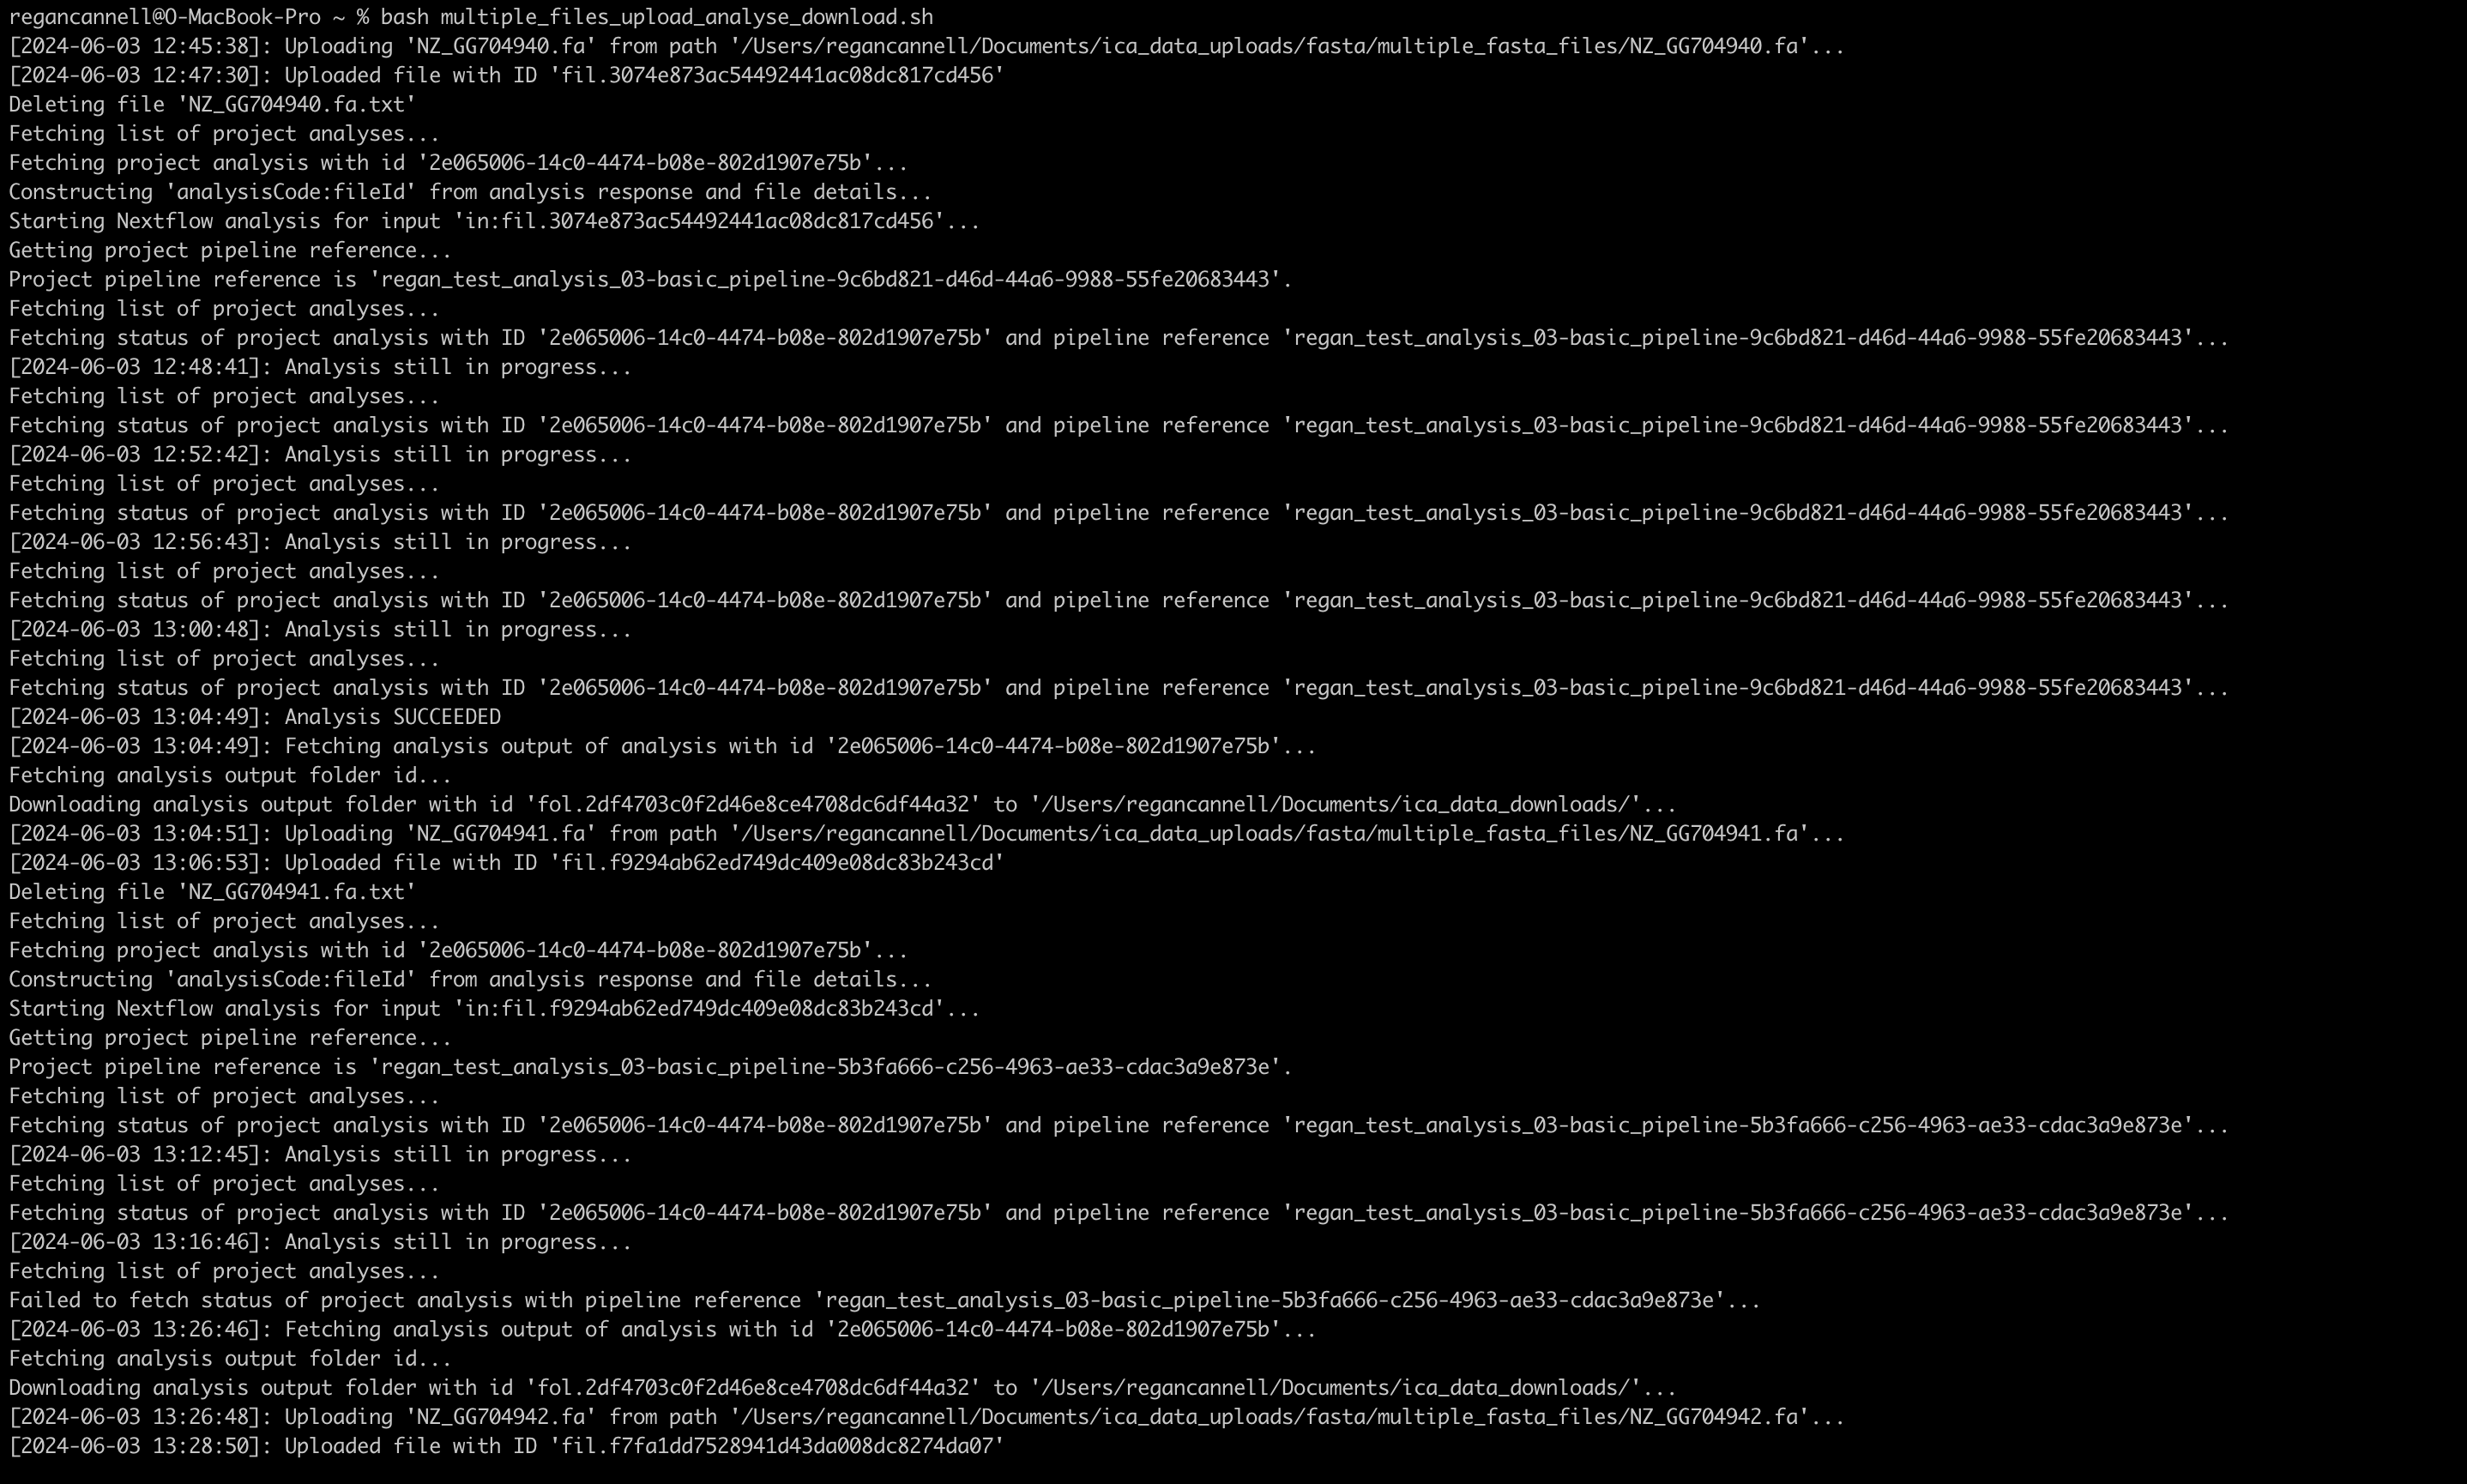 regancannell@O-MacBook-Pro ~ % bash multiple_files_upload_analyse_download.sh
[2024-06-03 12:45:38]: Uploading 'NZ_GG704940.fa' from path '/Users/regancannell/Documents/ica_data_uploads/fasta/multiple_fasta_files/NZ_GG704940.fa'...
[2024-06-03 12:47:30]: Uploaded file with ID 'fil.3074e873ac54492441ac08dc817cd456'
Deleting file 'NZ_GG704940.fa.txt'
Fetching list of project analyses...
Fetching project analysis with id '2e065006-14c0-4474-b08e-802d1907e75b'...
Constructing 'analysisCode:fileId' from analysis response and file details...
Starting Nextflow analysis for input 'in:fil.3074e873ac54492441ac08dc817cd456'...
Getting project pipeline reference...
Project pipeline reference is 'regan_test_analysis_03-basic_pipeline-9c6bd821-d46d-44a6-9988-55fe20683443'.
Fetching list of project analyses...
Fetching status of project analysis with ID '2e065006-14c0-4474-b08e-802d1907e75b' and pipeline reference 'regan_test_analysis_03-basic_pipeline-9c6bd821-d46d-44a6-9988-55fe20683443'...
[2024-06-03 12:48:41]: Analysis still in progress...
Fetching list of project analyses...
Fetching status of project analysis with ID '2e065006-14c0-4474-b08e-802d1907e75b' and pipeline reference 'regan_test_analysis_03-basic_pipeline-9c6bd821-d46d-44a6-9988-55fe20683443'...
[2024-06-03 12:52:42]: Analysis still in progress...
Fetching list of project analyses...
Fetching status of project analysis with ID '2e065006-14c0-4474-b08e-802d1907e75b' and pipeline reference 'regan_test_analysis_03-basic_pipeline-9c6bd821-d46d-44a6-9988-55fe20683443'...
[2024-06-03 12:56:43]: Analysis still in progress...
Fetching list of project analyses...
Fetching status of project analysis with ID '2e065006-14c0-4474-b08e-802d1907e75b' and pipeline reference 'regan_test_analysis_03-basic_pipeline-9c6bd821-d46d-44a6-9988-55fe20683443'...
[2024-06-03 13:00:48]: Analysis still in progress...
Fetching list of project analyses...
Fetching status of project analysis with ID '2e065006-14c0-4474-b08e-802d1907e75b' and pipeline reference 'regan_test_analysis_03-basic_pipeline-9c6bd821-d46d-44a6-9988-55fe20683443'...
[2024-06-03 13:04:49]: Analysis SUCCEEDED
[2024-06-03 13:04:49]: Fetching analysis output of analysis with id '2e065006-14c0-4474-b08e-802d1907e75b'...
Fetching analysis output folder id...
Downloading analysis output folder with id 'fol.2df4703c0f2d46e8ce4708dc6df44a32' to '/Users/regancannell/Documents/ica_data_downloads/'...
[2024-06-03 13:04:51]: Uploading 'NZ_GG704941.fa' from path '/Users/regancannell/Documents/ica_data_uploads/fasta/multiple_fasta_files/NZ_GG704941.fa'...
[2024-06-03 13:06:53]: Uploaded file with ID 'fil.f9294ab62ed749dc409e08dc83b243cd'
Deleting file 'NZ_GG704941.fa.txt'
Fetching list of project analyses...
Fetching project analysis with id '2e065006-14c0-4474-b08e-802d1907e75b'...
Constructing 'analysisCode:fileId' from analysis response and file details...
Starting Nextflow analysis for input 'in:fil.f9294ab62ed749dc409e08dc83b243cd'...
Getting project pipeline reference...
Project pipeline reference is 'regan_test_analysis_03-basic_pipeline-5b3fa666-c256-4963-ae33-cdac3a9e873e'.
Fetching list of project analyses...
Fetching status of project analysis with ID '2e065006-14c0-4474-b08e-802d1907e75b' and pipeline reference 'regan_test_analysis_03-basic_pipeline-5b3fa666-c256-4963-ae33-cdac3a9e873e'...
[2024-06-03 13:12:45]: Analysis still in progress...
Fetching list of project analyses...
Fetching status of project analysis with ID '2e065006-14c0-4474-b08e-802d1907e75b' and pipeline reference 'regan_test_analysis_03-basic_pipeline-5b3fa666-c256-4963-ae33-cdac3a9e873e'...
[2024-06-03 13:16:46]: Analysis still in progress...
Fetching list of project analyses...
Failed to fetch status of project analysis with pipeline reference 'regan_test_analysis_03-basic_pipeline-5b3fa666-c256-4963-ae33-cdac3a9e873e'...
[2024-06-03 13:26:46]: Fetching analysis output of analysis with id '2e065006-14c0-4474-b08e-802d1907e75b'...
Fetching analysis output folder id...
Downloading analysis output folder with id 'fol.2df4703c0f2d46e8ce4708dc6df44a32' to '/Users/regancannell/Documents/ica_data_downloads/'...
[2024-06-03 13:26:48]: Uploading 'NZ_GG704942.fa' from path '/Users/regancannell/Documents/ica_data_uploads/fasta/multiple_fasta_files/NZ_GG704942.fa'...
[2024-06-03 13:28:50]: Uploaded file with ID 'fil.f7fa1dd7528941d43da008dc8274da07'